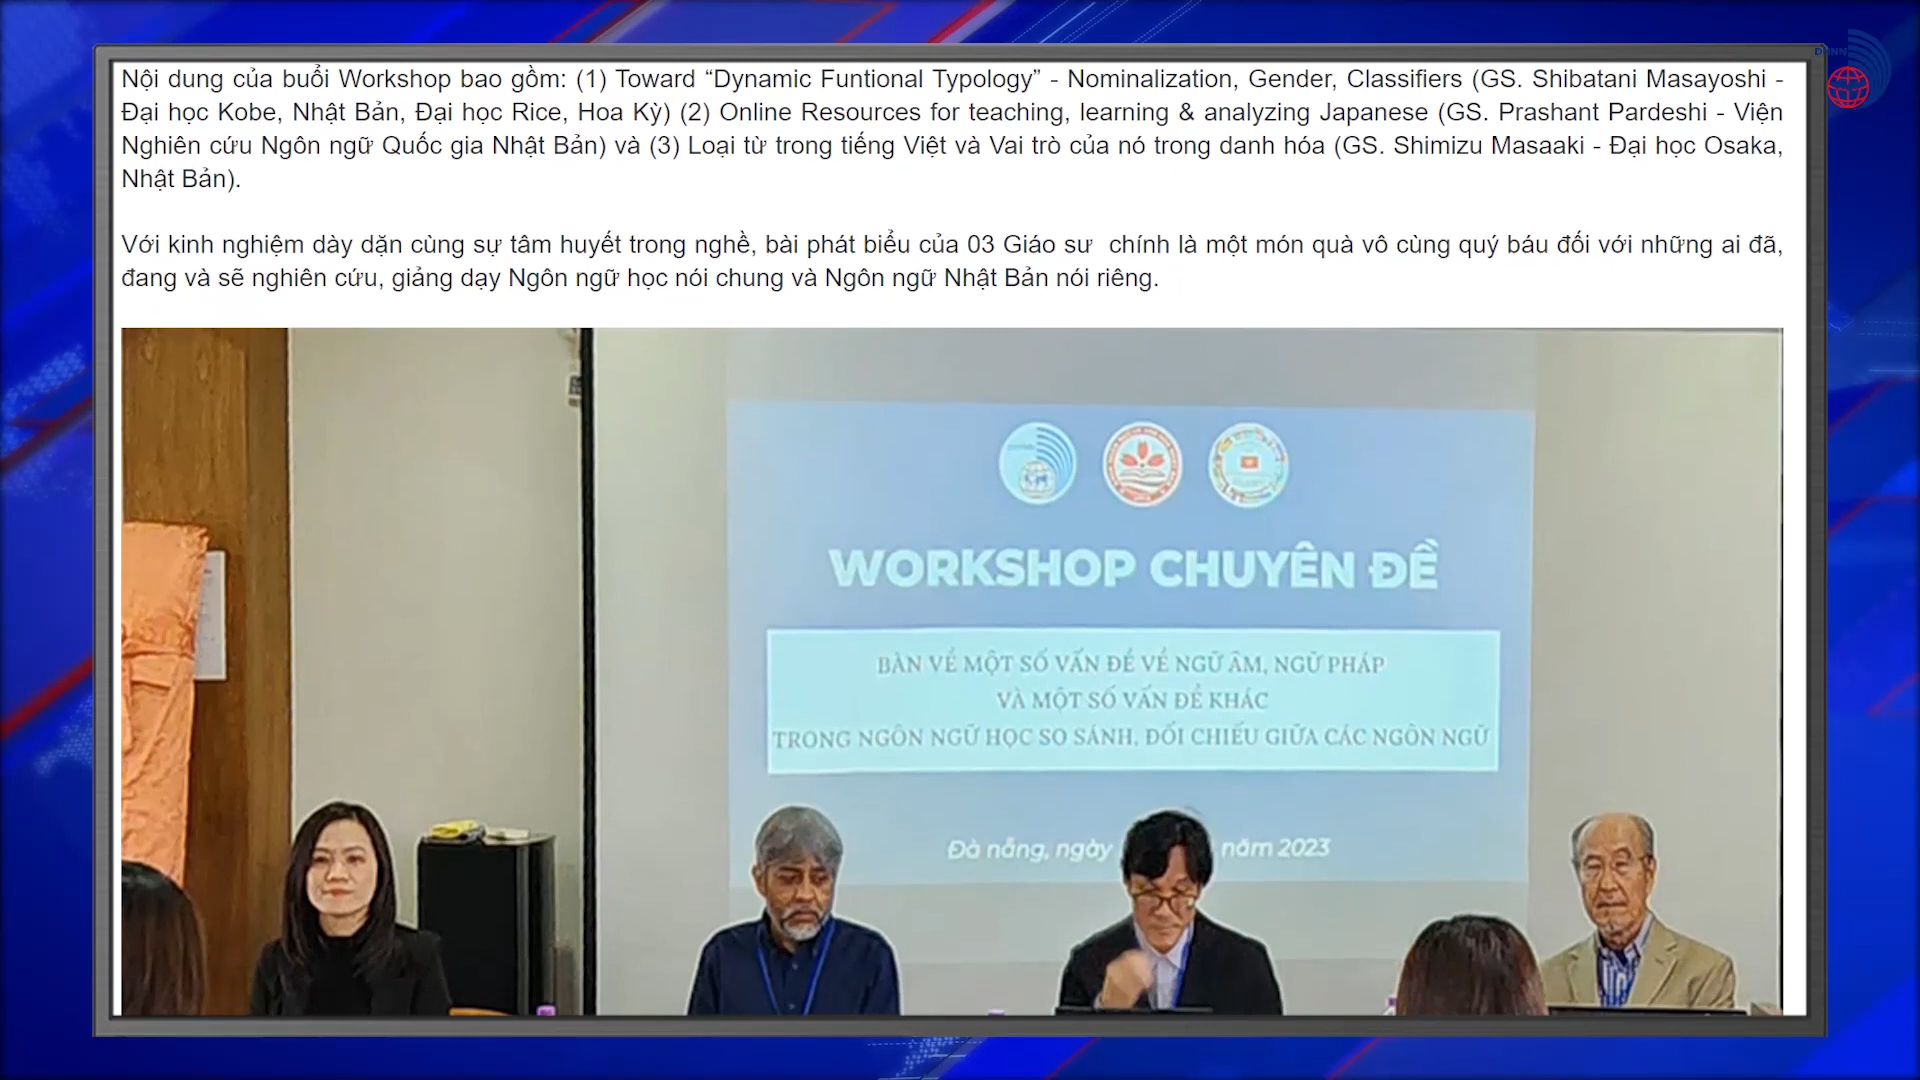 Nội dung của buổi Workshop bao gồm: (1) Toward “Dynamic Funtional Typology” - Nominalization, Gender, Classifiers (GS. Shibatani Masayoshi -
Đại học Kobe, Nhật Bản, Đại học Rice, Hoa Kỳ) (2) Online Resources for teaching, learning & analyzing Japanese (GS. Prashant Pardeshi - Viện
Nghiên cứu Ngôn ngữ Quốc gia Nhật Bản) và (3) Loại từ trong tiếng Việt và Vai trò của nó trong danh hóa (GS. Shimizu Masaaki - Đại học Osaka,
Nhật Bản).
Với kinh nghiệm dày dặn cùng sự tâm huyết trong nghề, bài phát biểu của 03 Giáo sư chính là một món quà vô cùng quý báu đối với những ai đã,
đang và sẽ nghiên cứu, giảng dạy Ngôn ngữ học nói chung và Ngôn ngữ Nhật Bản nói riêng.
WORKSHOP CHUYÊN ĐỀ
BÀN VỀ MỘT SỐ VẤN ĐỀ VỀ NGỮ ÂM, NGỮ PHÁP
VÀ MỘT SỐ VẤN ĐỀ KHÁC
TRONG NGÔN NGỮ HỌC SO SÁNH, ĐỐI CHIẾU GIỮA CÁC NGÔN NGỮ
Đà nẵng, ngày năm 2023